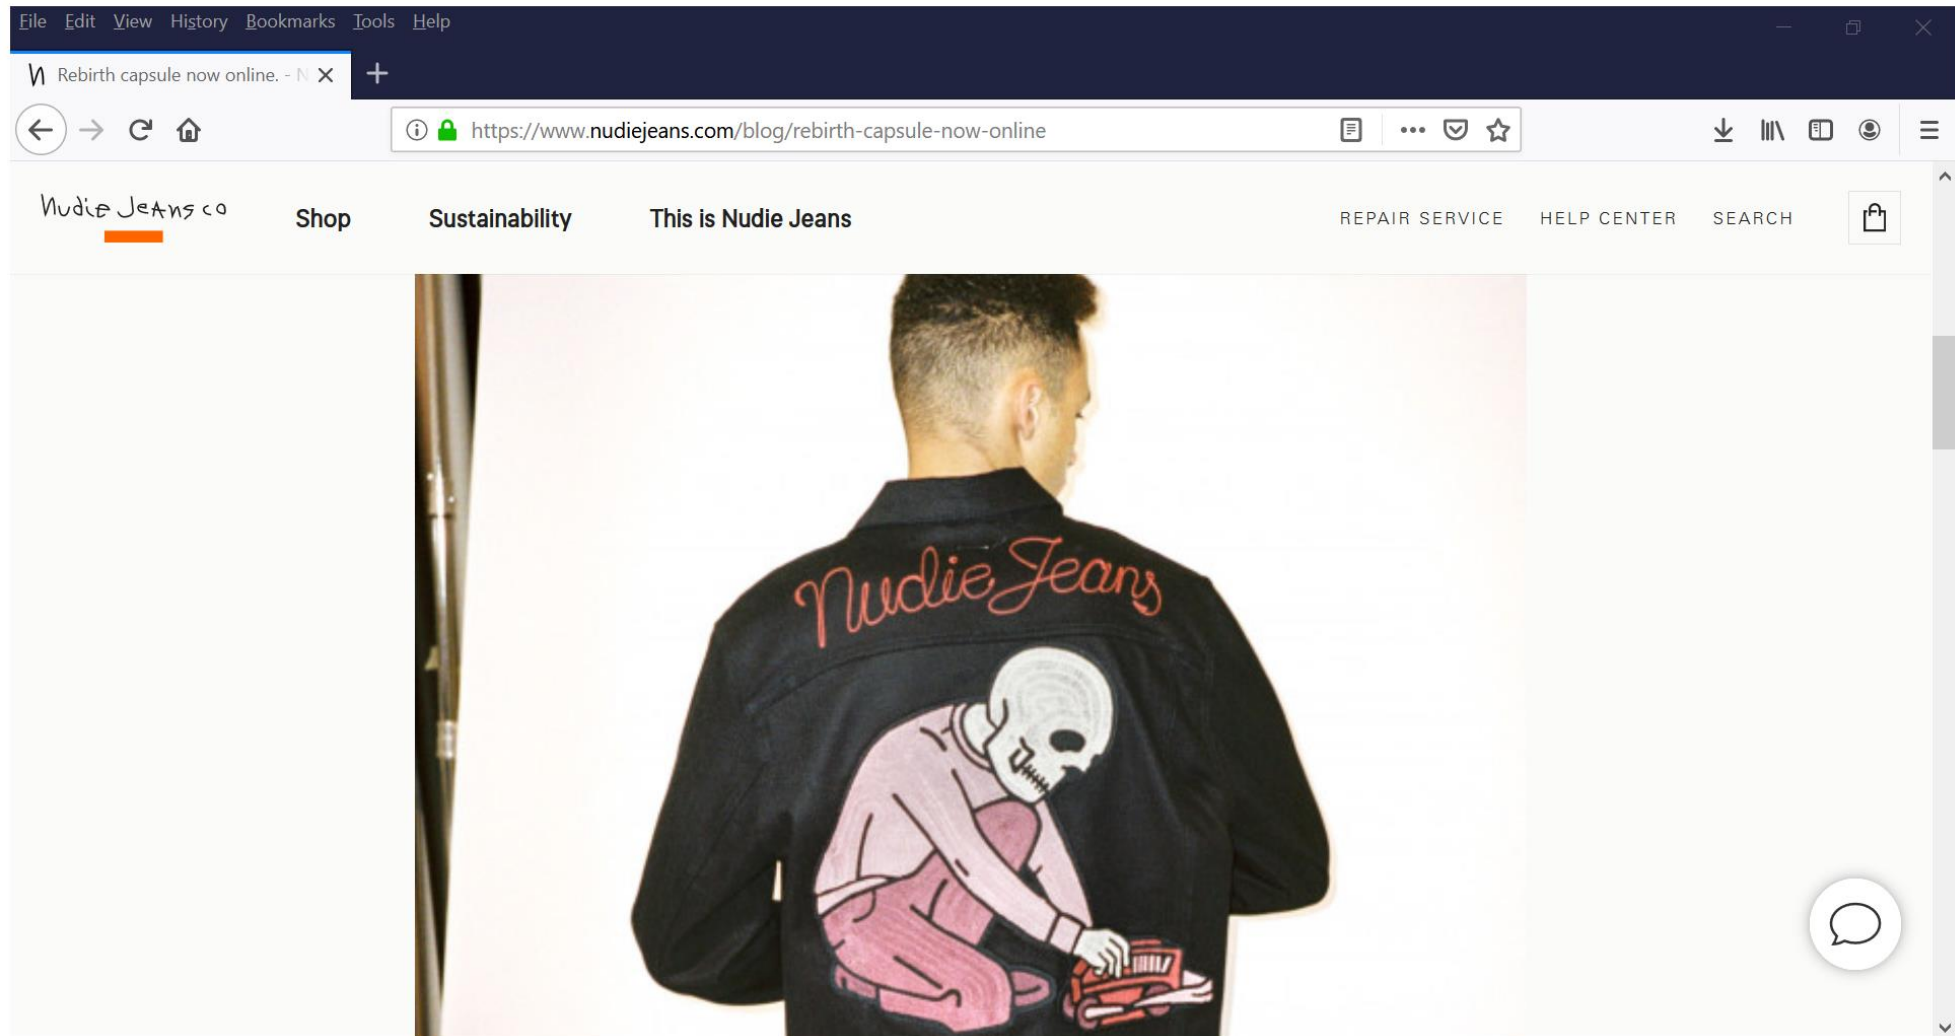 File Edit View History Bookmarks Tools Help
Rebirth capsule now online. - N
https://www.nudiejeans.com/blog/rebirth-capsule-now-online
Nudie Jeans co
Shop Sustainability This is Nudie Jeans REPAIR SERVICE HELP CENTER SEARCH
Nudie Jeans